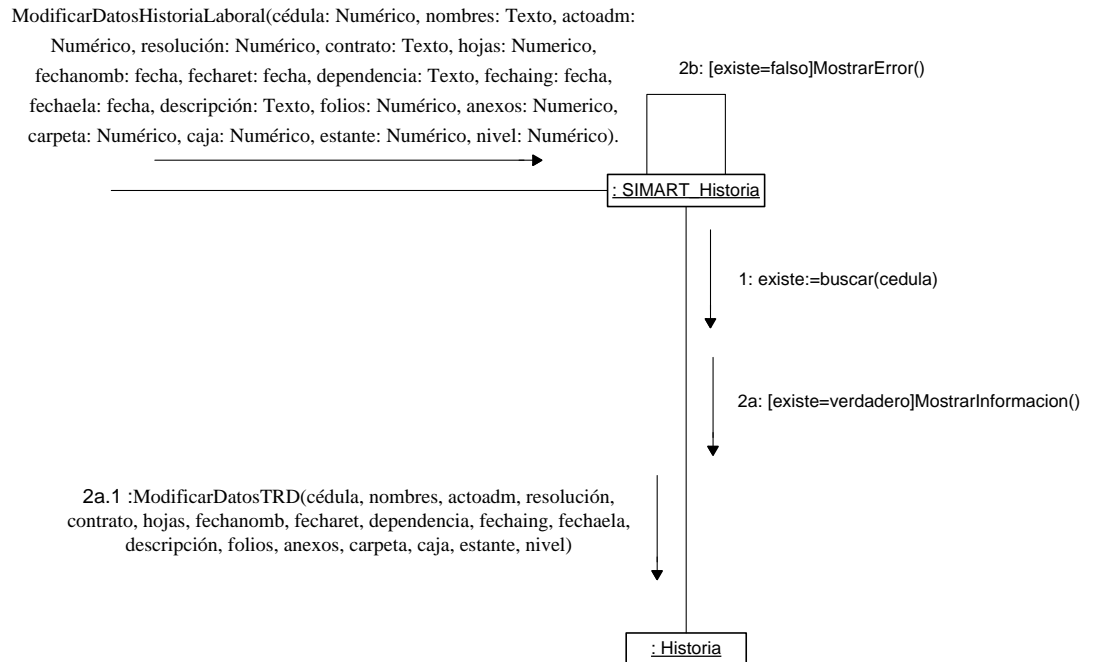 ModificarDatosHistoriaLaboral(cédula: Numérico, nombres: Texto, actoadm:
Numérico, resolución: Numérico, contrato: Texto, hojas: Numerico,
fechanomb: fecha, fecharet: fecha, dependencia: Texto, fechaing: fecha,
fechaela: fecha, descripción: Texto, folios: Numérico, anexos: Numerico,
carpeta: Numérico, caja: Numérico, estante: Numérico, nivel: Numérico).
2b: [existe=falso]MostrarError()
: SIMART_Historia
1: existe:=buscar(cedula)
2a: [existe=verdadero]MostrarInformacion()
2a.1 :ModificarDatosTRD(cédula, nombres, actoadm, resolución,
contrato, hojas, fechanomb, fecharet, dependencia, fechaing, fechaela,
descripción, folios, anexos, carpeta, caja, estante, nivel)
: Historia